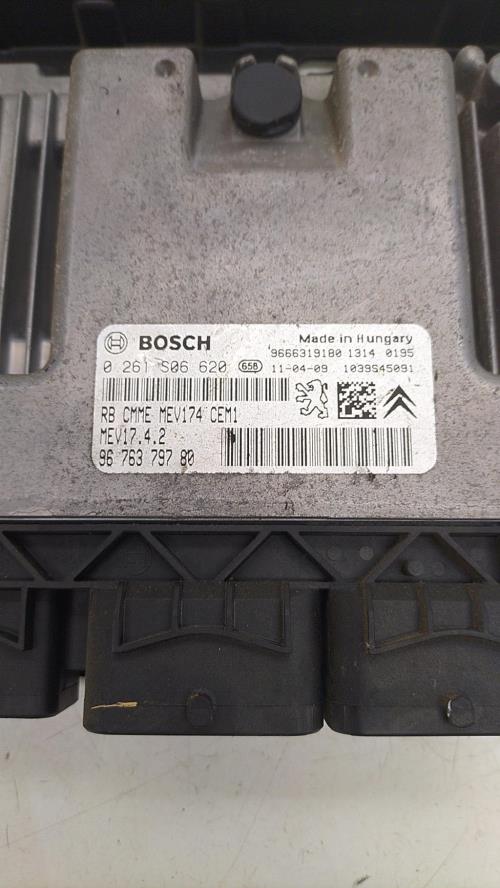 BOSCH Made in Hungary
9666319180 1314 0195
0 261 S06 620 658 11-04-09 1039S45091
RB CMME MEV174 CEM1
MEV17.4.2
96 763 797 80